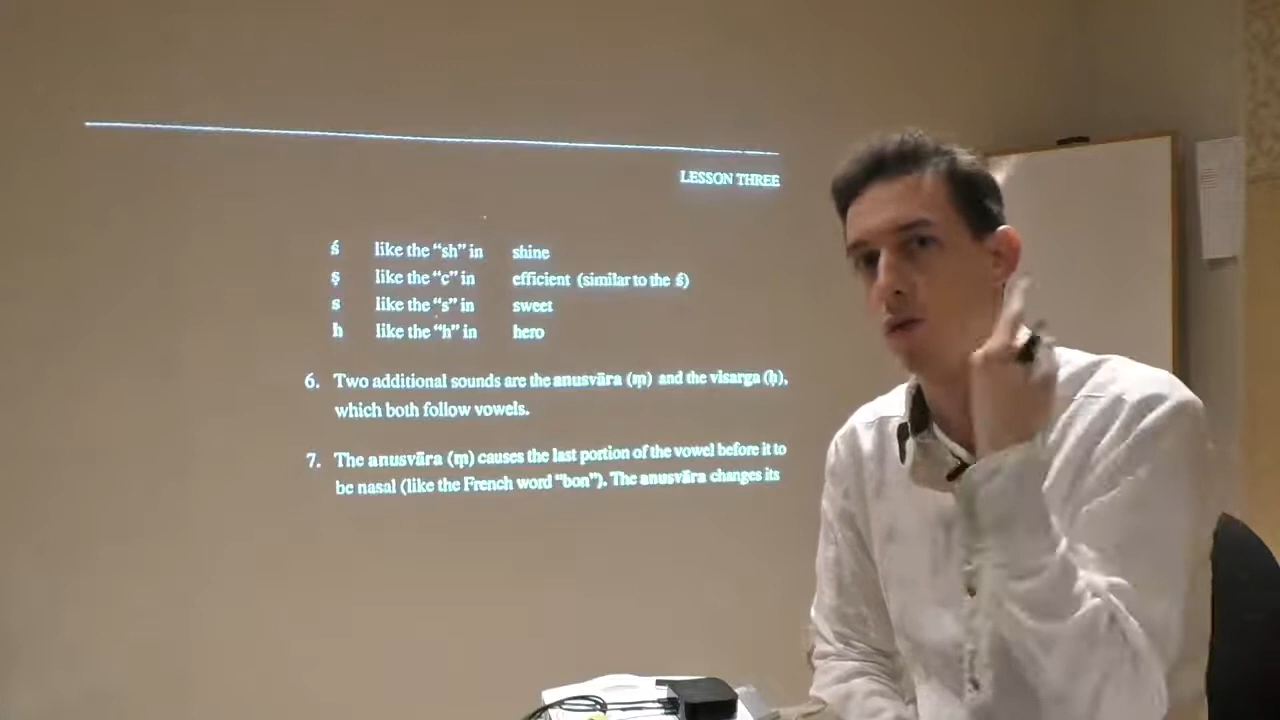 LESSON THREE
ś like the “sh” in shine
ṣ like the “c” in efficient (similar to the ś)
s like the “s” in sweet
h like the “h” in hero
6. Two additional sounds are the anusvāra (ṃ) and the visarga (ḥ),
which both follow vowels.
7. The anusvāra (ṃ) causes the last portion of the vowel before it to
be nasal (like the French word “bon”). The anusvāra changes its